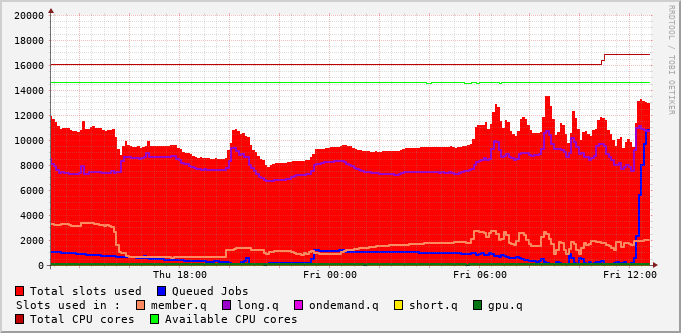 20000
18000
16000
14000
12000
10000
8000
6000
4000
2000
0
Thu 18:00 Fri 00:00 Fri 06:00 Fri 12:00
Total slots used Queued Jobs
Slots used in : member.q long.q ondemand.q short.q gpu.q
Total CPU cores Available CPU cores
RRDTOOL / TOBI OETIKER